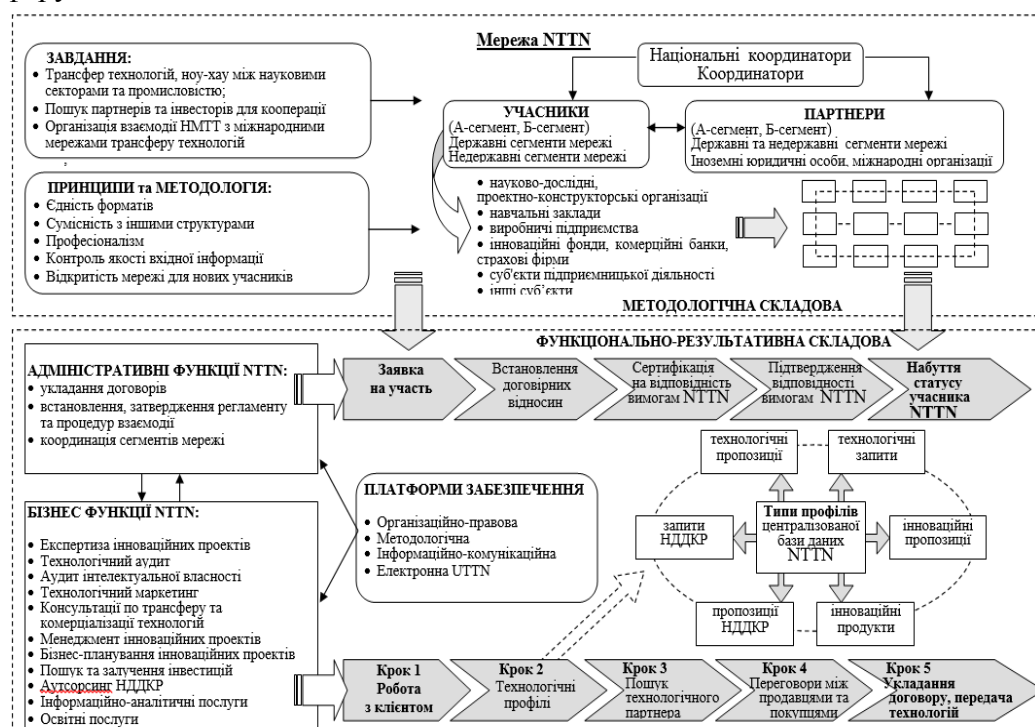 Мережа NTTN
ЗАВДАННЯ:
• Трансфер технологій, ноу-хау між науковими
секторами та промисловістю;
• Пошук партнерів та інвесторів для кооперації
• Організація взаємодії НМТТ з міжнародними
мережами трансферу технологій
,
Національні координатори
Координатори
УЧАСНИКИ
(А-сегмент, Б-сегмент)
Державні сегменти мережі
Недержавні сегменти мережі
ПАРТНЕРИ
(А-сегмент, Б-сегмент)
Державні та недержавні сегменти мережі
Іноземні юридичні особи, міжнародні організації
ПРИНЦИПИ та МЕТОДОЛОГІЯ:
• Єдність форматів
• Сумісність з іншими структурами
• Професіоналізм
• Контроль якості вхідної інформації
• Відкритість мережі для нових учасників
• науково-дослідні,
проектно-конструкторські організації
• навчальні заклади
• виробничі підприємства
• інноваційні фонди, комерційні банки,
страхові фірми
• суб'єкти підприємницької діяльності
• інші суб'єкти
МЕТОДОЛОГІЧНА СКЛАДОВА
ФУНКЦІОНАЛЬНО-РЕЗУЛЬТАТИВНА СКЛАДОВА
АДМІНІСТРАТИВНІ ФУНКЦІЇ NTTN:
• укладання договорів
• встановлення, затвердження регламенту
та процедур взаємодії
• координація сегментів мережі
Заявка
на участь
Встановлення
договірних
відносин
Сертифікація
на відповідність
вимогам NTTN
Підтвердження
відповідності
вимогам NTTN
Набуття
статусу
учасника
NTTN
БІЗНЕС ФУНКЦІЇ NTTN:
• Експертиза інноваційних проектів
• Технологічний аудит
• Аудит інтелектуальної власності
• Технологічний маркетинг
• Консультації по трансферу та
комерціалізації технологій
• Менеджмент інноваційних проектів
• Бізнес-планування інноваційних проектів
• Пошук та залучення інвестицій
• Аутсорсинг НДДКР
• Інформаційно-аналітичні послуги
• Освітні послуги
ПЛАТФОРМИ ЗАБЕЗПЕЧЕННЯ
• Організаційно-правова
• Методологічна
• Інформаційно-комунікаційна
• Електронна UTTN
технологічні
пропозиції
технологічні
запити
запити
НДДКР
Типи профілів
централізованої
бази даних
NTTN
інноваційні
пропозиції
пропозиції
НДДКР
інноваційні
продукти
Крок 1
Робота
з клієнтом
Крок 2
Технологічні
профілі
Крок 3
Пошук
технологічного
партнера
Крок 4
Переговори між
продавцями та
покупцями
Крок 5
Укладання
договору, передача
технологій